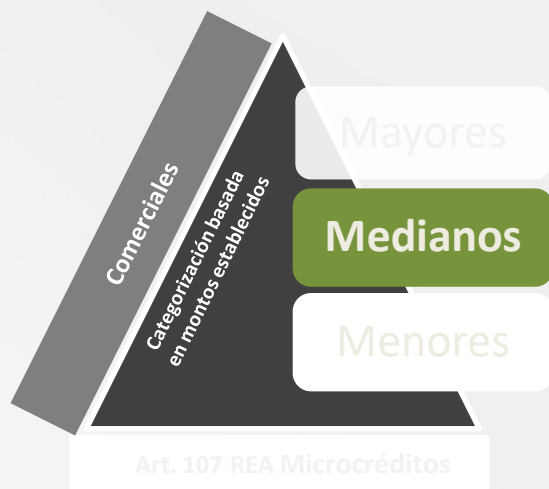 Comerciales
Categorización basada
en montos establecidos
Mayores
Medianos
Menores
Art. 107 REA Microcréditos